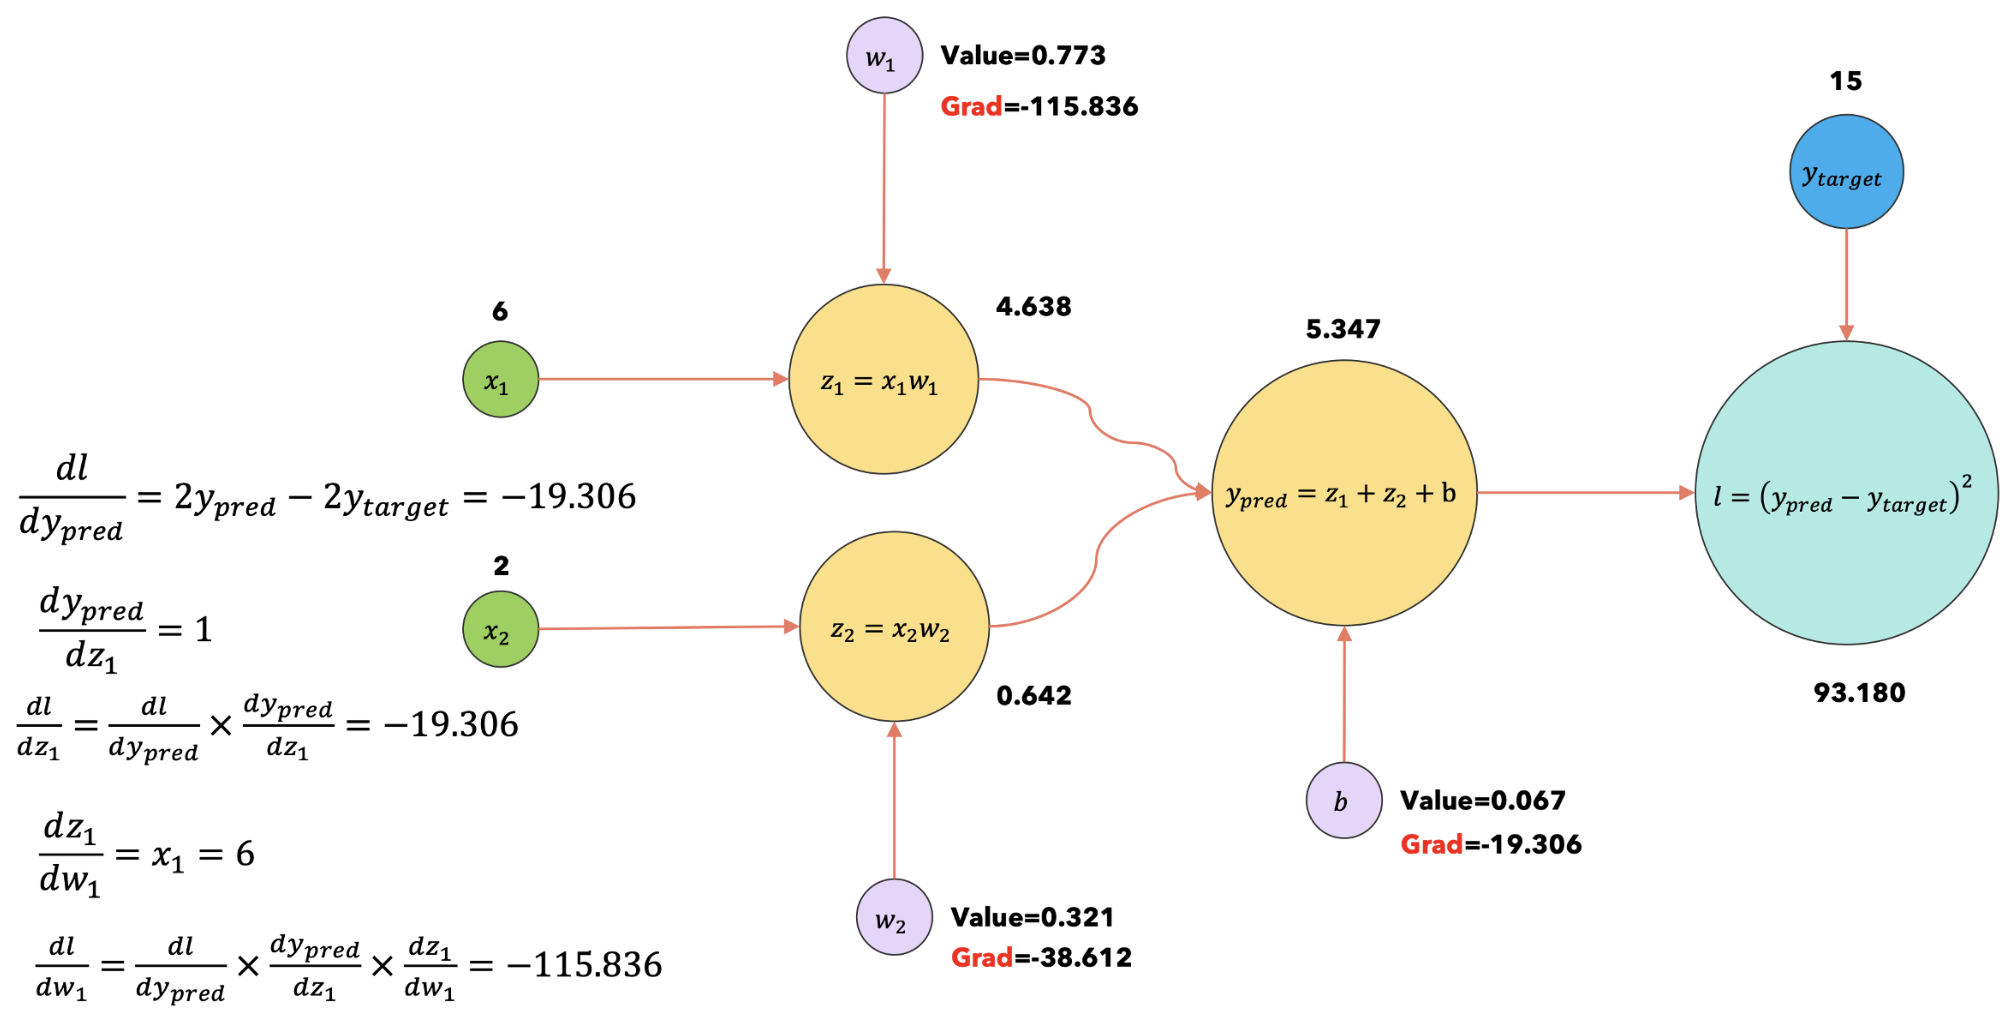 w₁
Value=0.773
Grad=-115.836
15
y_target
6
x₁
4.638
z₁ = x₁w₁
5.347
y_pred = z₁ + z₂ + b
l = (y_pred − y_target)²
93.180
dl/dy_pred = 2y_pred − 2y_target = −19.306
2
x₂
z₂ = x₂w₂
0.642
dy_pred/dz₁ = 1
dl/dz₁ = dl/dy_pred × dy_pred/dz₁ = −19.306
b
Value=0.067
Grad=-19.306
dz₁/dw₁ = x₁ = 6
w₂
Value=0.321
Grad=-38.612
dl/dw₁ = dl/dy_pred × dy_pred/dz₁ × dz₁/dw₁ = −115.836